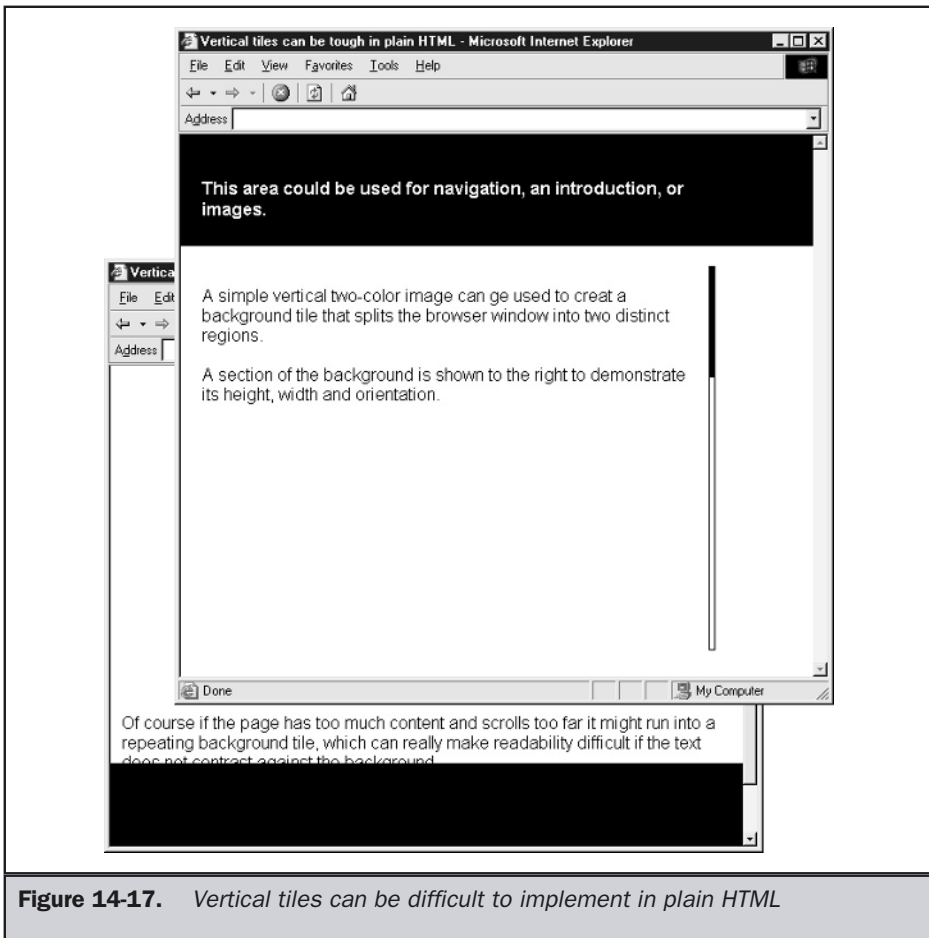 Vertical tiles can be tough in plain HTML - Microsoft Internet Explorer
File Edit View Favorites Tools Help
Address
This area could be used for navigation, an introduction, or
images.
A simple vertical two-color image can ge used to creat a
background tile that splits the browser window into two distinct
regions.
A section of the background is shown to the right to demonstrate
its height, width and orientation.
Done My Computer
Vertica
File Edit
Address
Of course if the page has too much content and scrolls too far it might run into a
repeating background tile, which can really make readability difficult if the text
does not contrast against the background
Figure 14-17. Vertical tiles can be difficult to implement in plain HTML